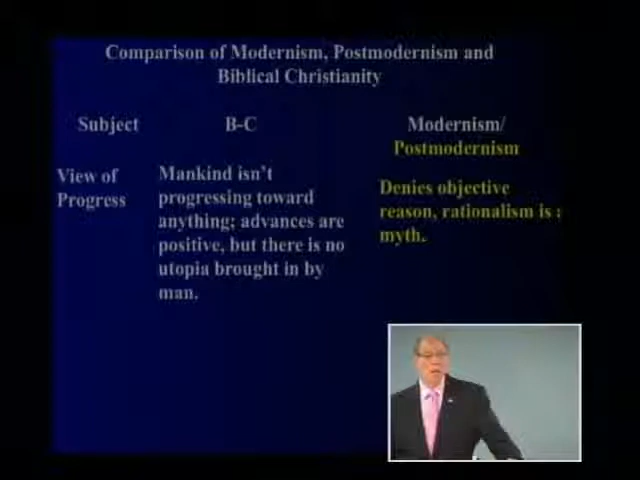 Comparison of Modernism, Postmodernism and
Biblical Christianity
Subject
B-C
Modernism/
Postmodernism
View of
Progress
Mankind isn't
progressing toward
anything; advances are
positive, but there is no
utopia brought in by
man.
Denies objective
reason, rationalism is
myth.